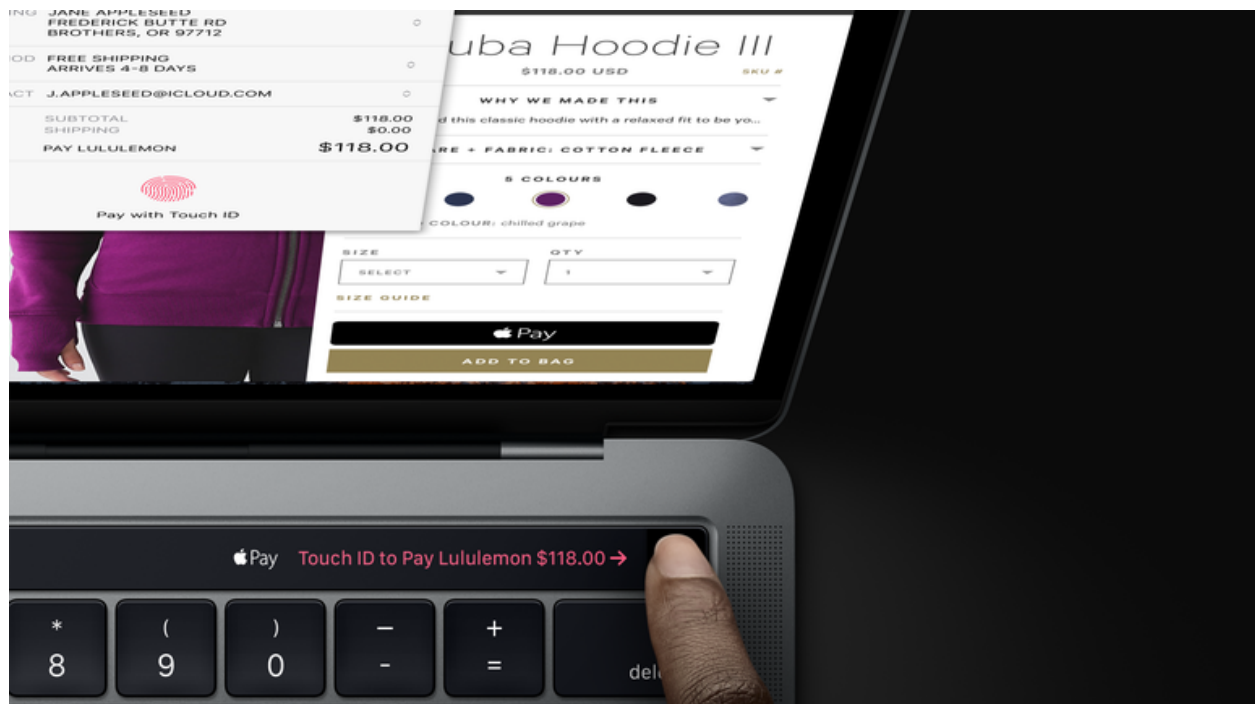 JANE APPLESEED
FREDERICK BUTTE RD
BROTHERS, OR 97712
FREE SHIPPING
ARRIVES 4-8 DAYS
J.APPLESEED@ICLOUD.COM
SUBTOTAL $118.00
SHIPPING $0.00
PAY LULULEMON $118.00
Pay with Touch ID
uba Hoodie III
$118.00 USD
SKU #
WHY WE MADE THIS
this classic hoodie with a relaxed fit to be yo...
+ FABRIC: COTTON FLEECE
5 COLOURS
COLOUR: chilled grape
SIZE QTY
SELECT 1
SIZE GUIDE
Pay
ADD TO BAG
Pay Touch ID to Pay Lululemon $118.00 →
* ( ) – +
8 9 0 - =
dele